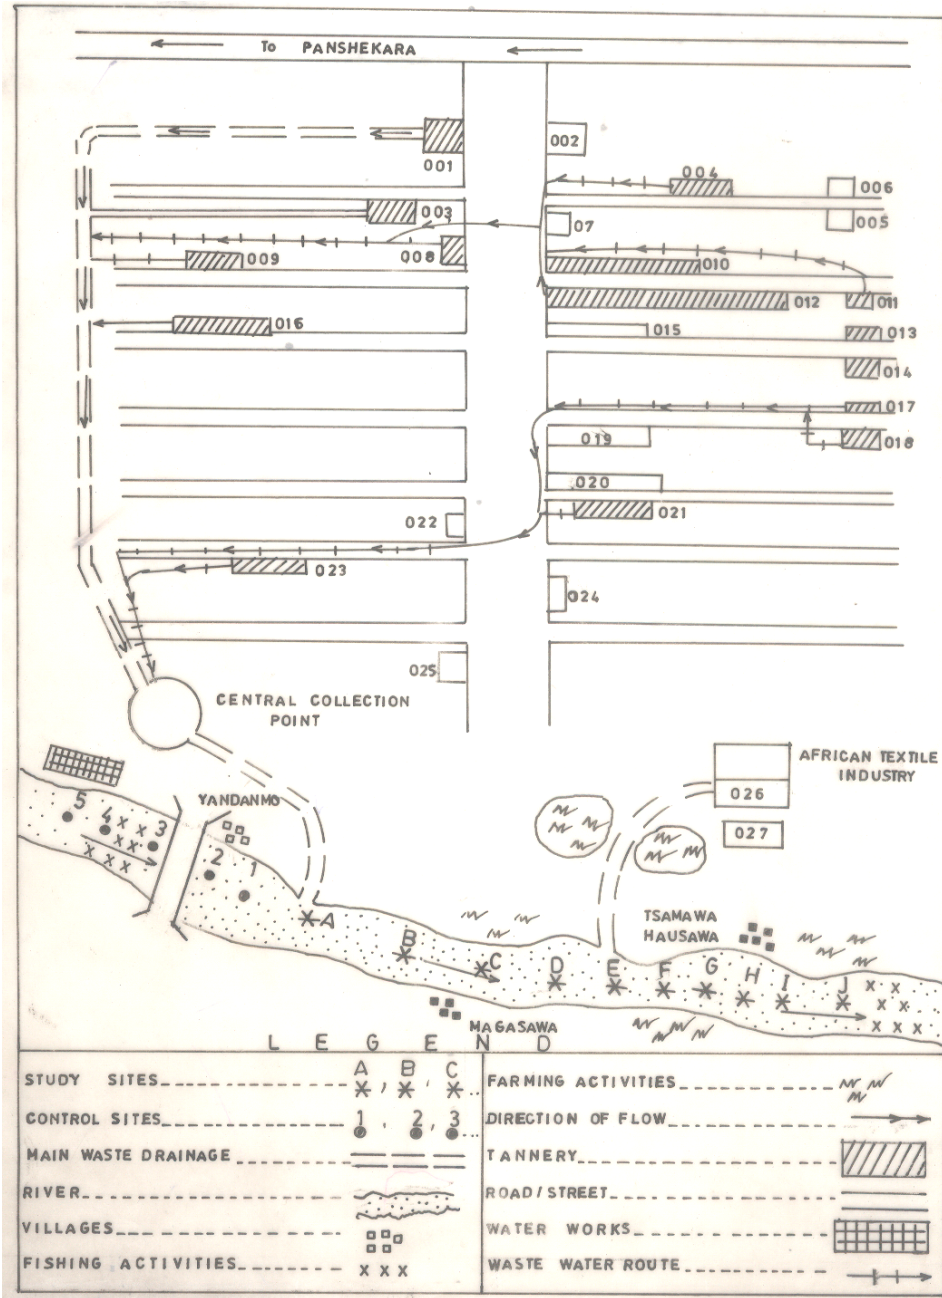 To PANSHEKARA
001
002
004
006
003
07
005
008
009
010
012
011
016
015
013
014
017
019
018
020
022
021
023
024
025
CENTRAL COLLECTION
POINT
AFRICAN TEXTILE
INDUSTRY
026
027
YANDANMO
5
4
3
2
1
A
B
C
D
E
F
G
H
I
J
TSAMAWA
HAUSAWA
MAGASAWA
LEGEND
STUDY SITES A, B, C..
CONTROL SITES 1, 2, 3..
MAIN WASTE DRAINAGE
RIVER
VILLAGES
FISHING ACTIVITIES x x x
FARMING ACTIVITIES
DIRECTION OF FLOW
TANNERY
ROAD/STREET
WATER WORKS
WASTE WATER ROUTE